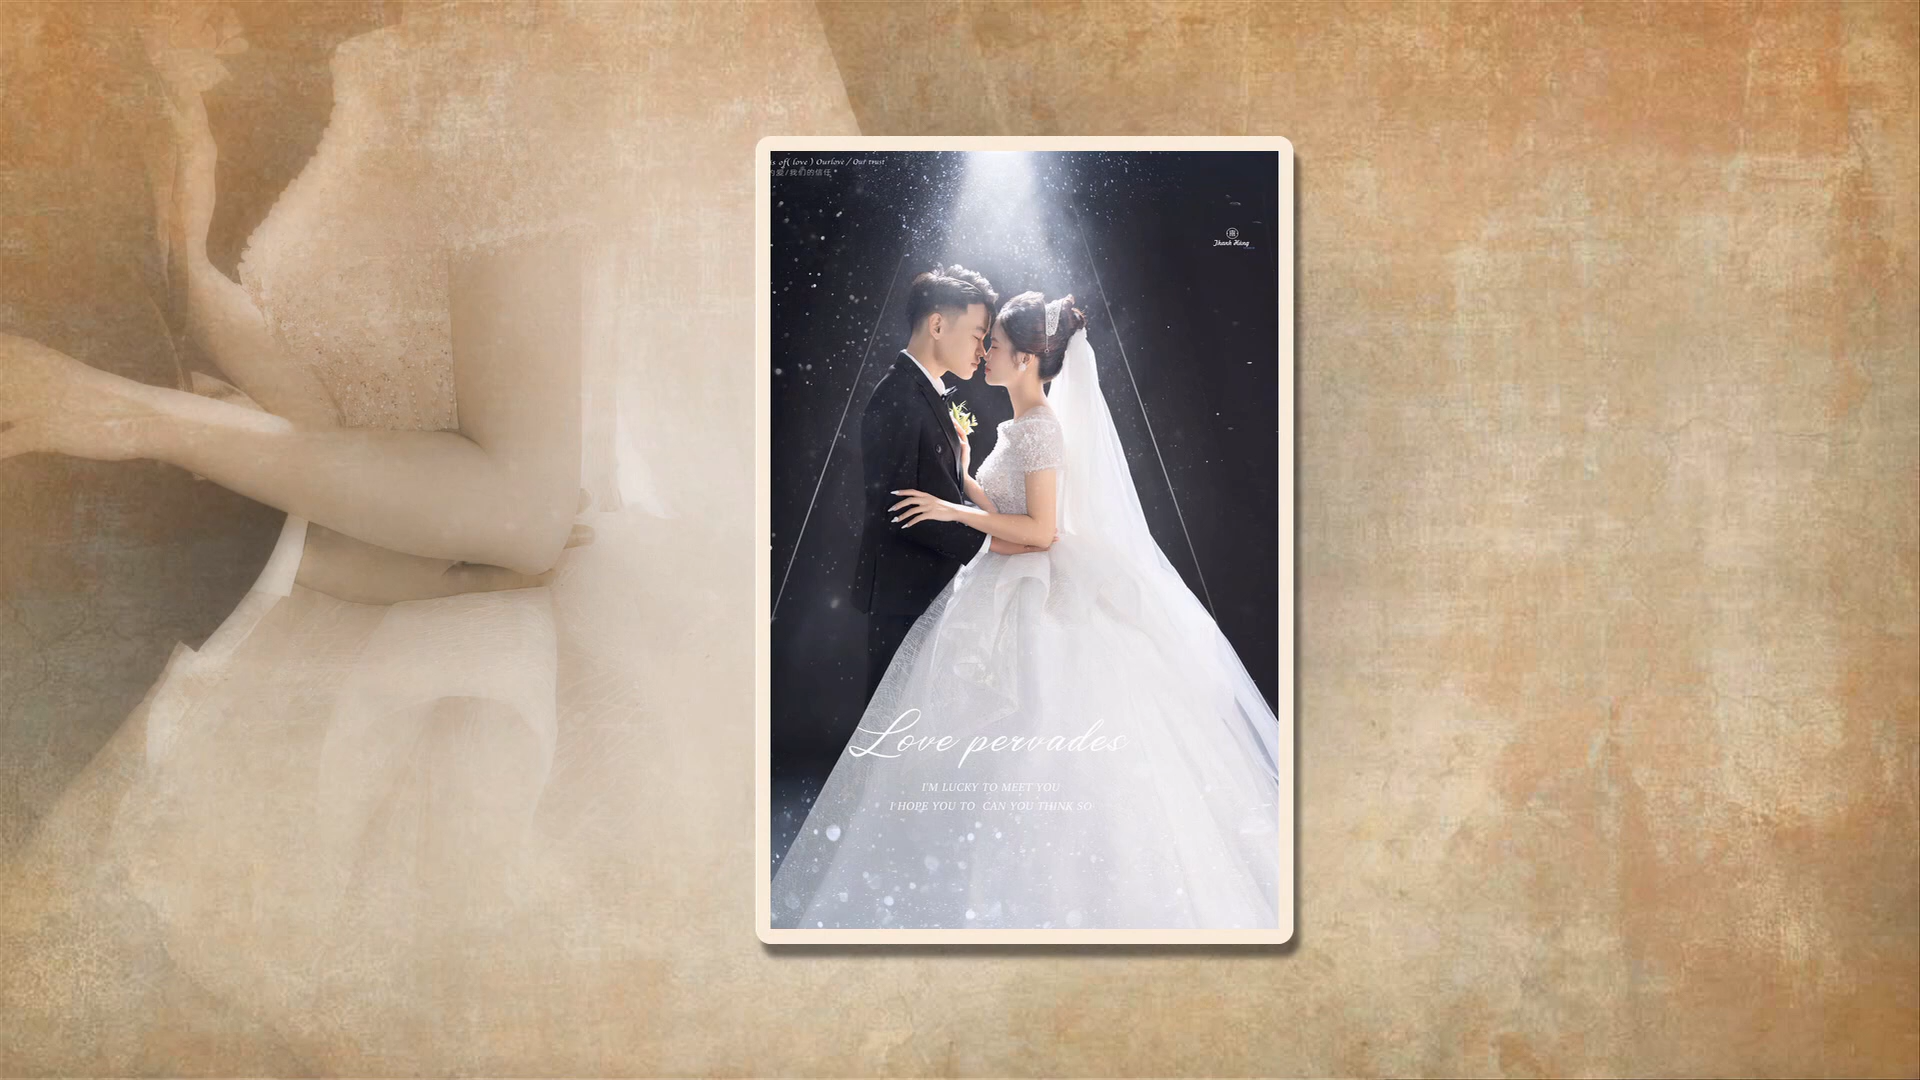 is of( love ) Ourlove / Our trust
的爱/我们的信任
Thanh Hằng
Love pervades
I'M LUCKY TO MEET YOU
I HOPE YOU TO CAN YOU THINK SO